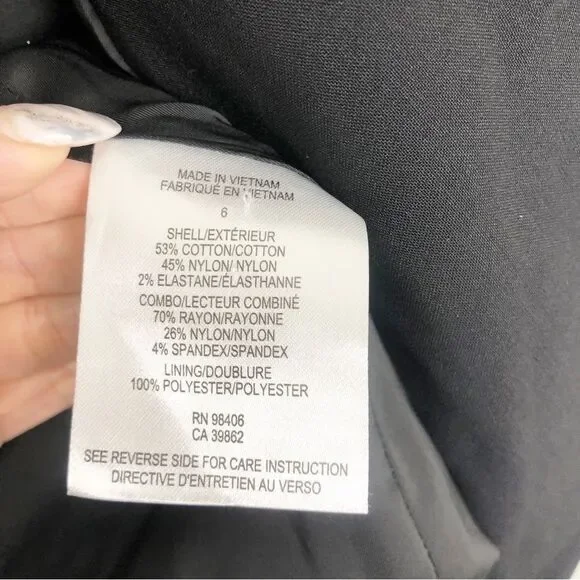 MADE IN VIETNAM
FABRIQUÉ EN VIETNAM
6
SHELL/EXTÉRIEUR
53% COTTON/COTTON
45% NYLON/ NYLON
2% ELASTANE/ÉLASTHANNE
COMBO/LECTEUR COMBINÉ
70% RAYON/RAYONNE
26% NYLON/NYLON
4% SPANDEX/SPANDEX
LINING/DOUBLURE
100% POLYESTER/POLYESTER
RN 98406
CA 39862
SEE REVERSE SIDE FOR CARE INSTRUCTION
DIRECTIVE D'ENTRETIEN AU VERSO